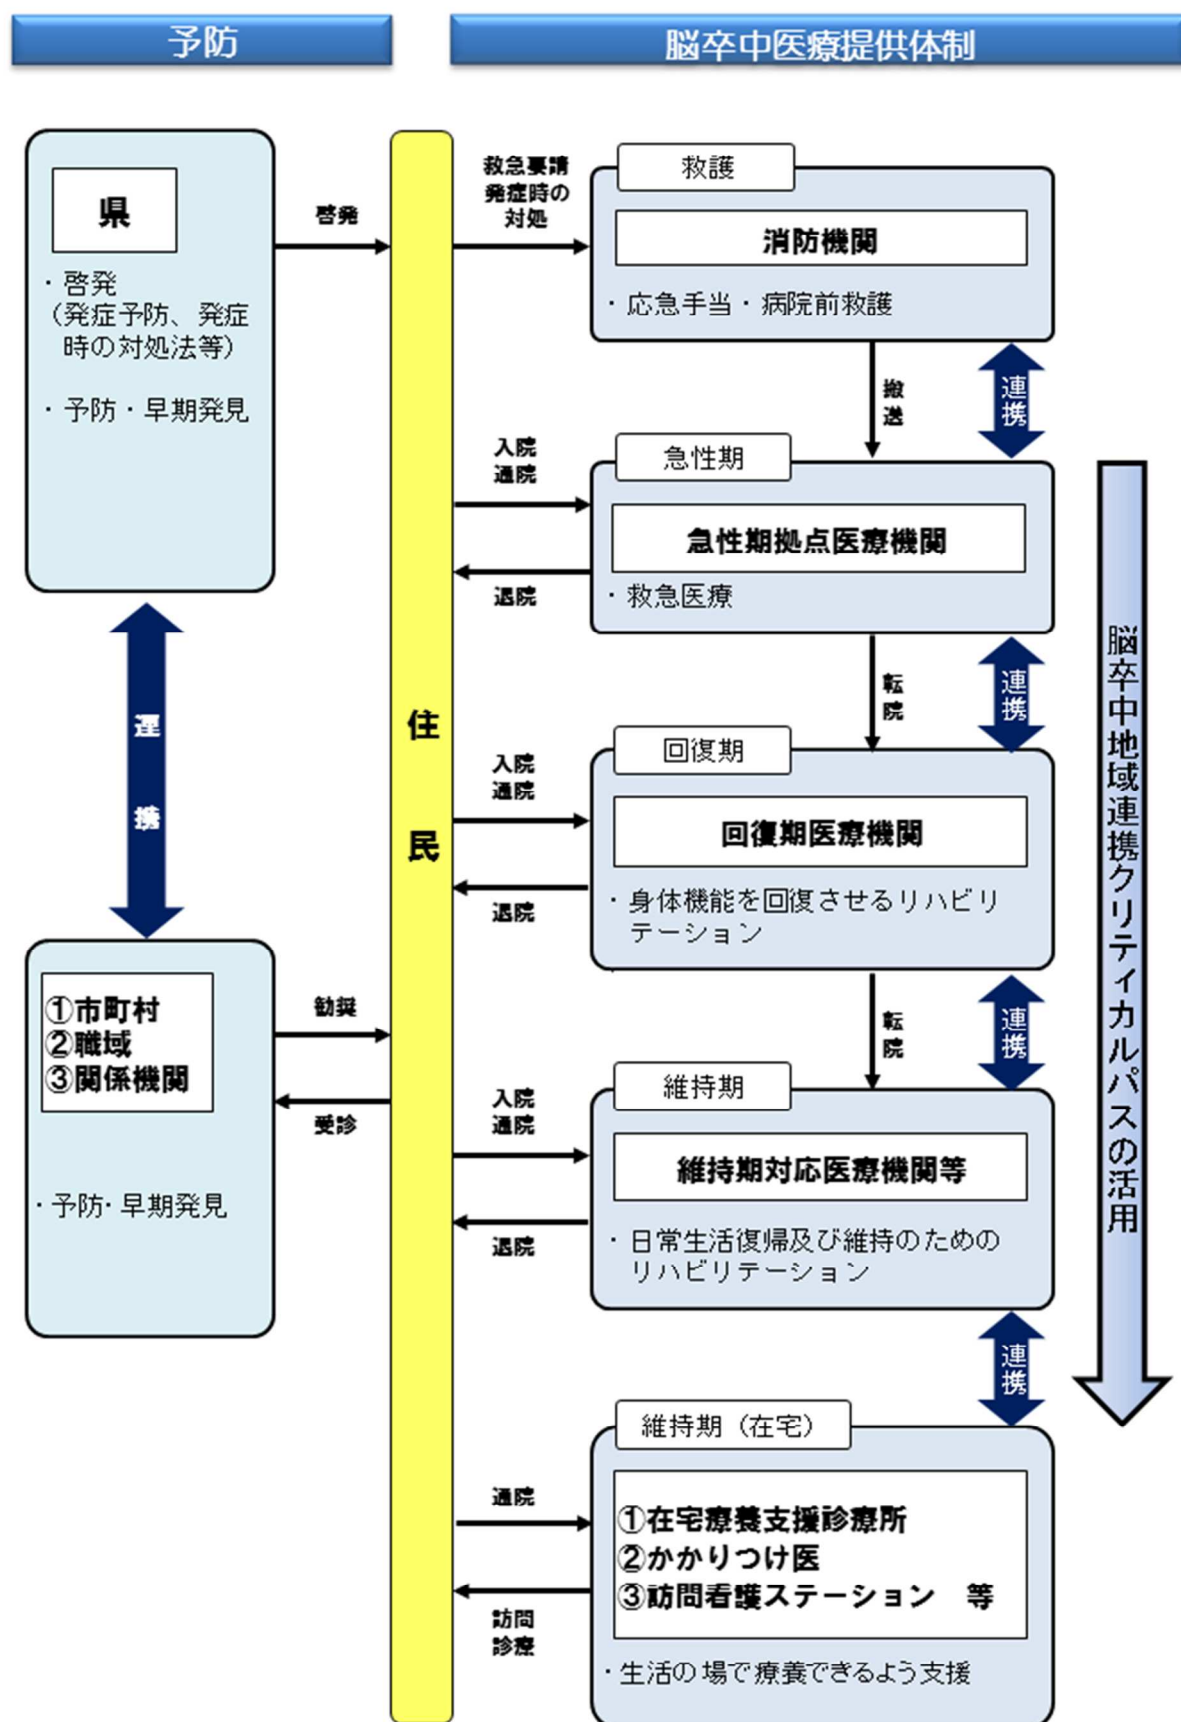 予防
脳卒中医療提供体制
県
・啓発
（発症予防、発症
時の対処法等）
・予防・早期発見
連
携
①市町村
②職域
③関係機関
・予防・早期発見
啓発
勧奨
受診
住
民
救急要請
発症時の
対処
救護
消防機関
・応急手当・病院前救護
搬
送
連
携
入院
通院
退院
急性期
急性期拠点医療機関
・救急医療
転
院
連
携
入院
通院
退院
回復期
回復期医療機関
・身体機能を回復させるリハビリ
テーション
転
院
連
携
入院
通院
退院
維持期
維持期対応医療機関等
・日常生活復帰及び維持のための
リハビリテーション
連
携
通院
訪問
診療
維持期（在宅）
①在宅療養支援診療所
②かかりつけ医
③訪問看護ステーション　等
・生活の場で療養できるよう支援
脳卒中地域連携クリティカルパスの活用